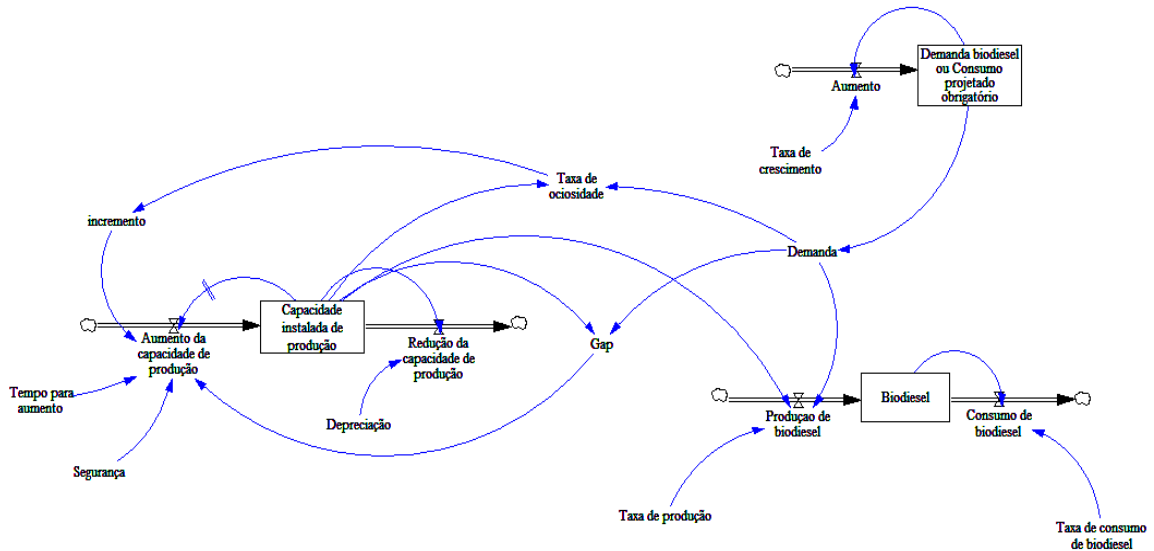 Demanda biodiesel
ou Consumo
projetado
obrigatório
Aumento
Taxa de
crescimento
Taxa de
ociosidade
incremento
Demanda
Capacidade
instalada de
produção
Aumento da
capacidade de
produção
Redução da
capacidade de
produção
Gap
Tempo para
aumento
Biodiesel
Produçao de
biodiesel
Consumo de
biodiesel
Depreciação
Segurança
Taxa de produção
Taxa de consumo
de biodiesel